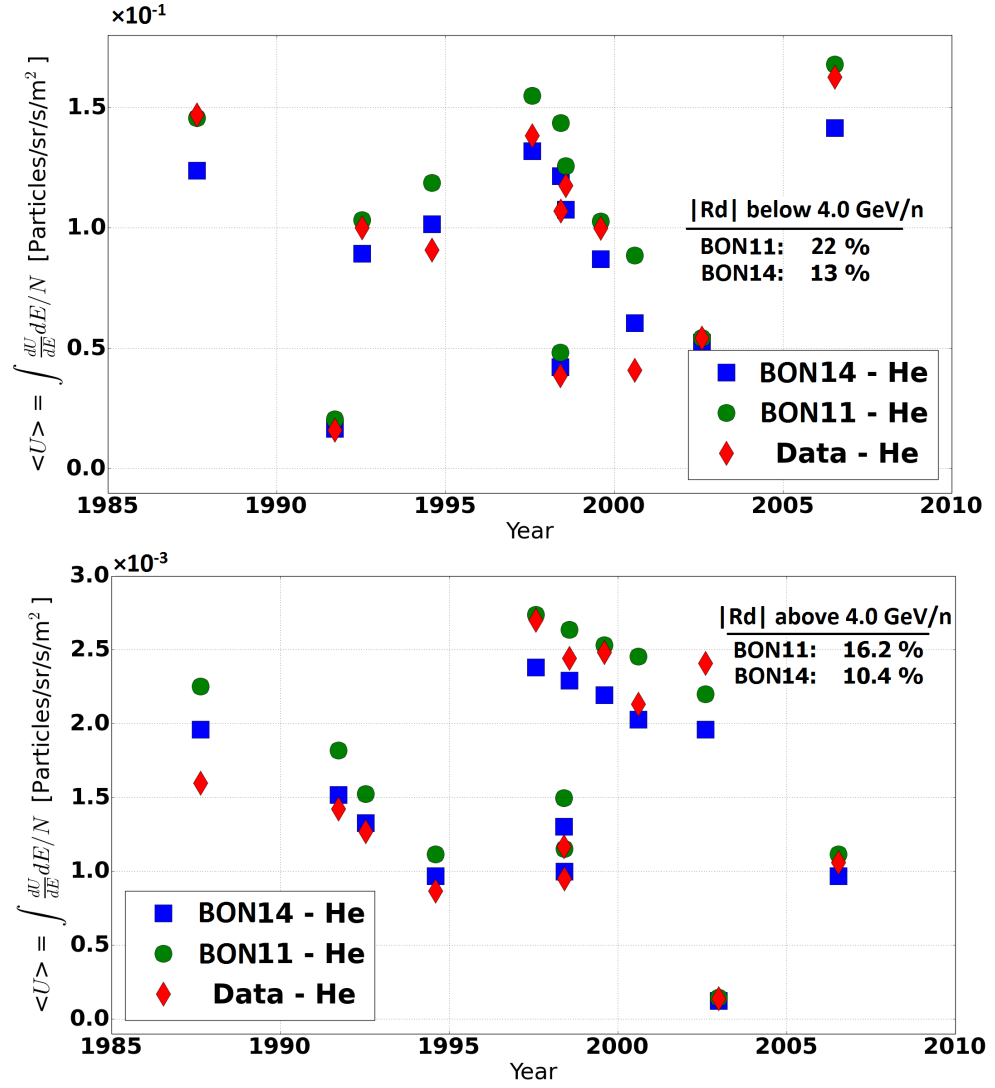 ×10⁻¹
<U> = ∫ dU/dE dE/N [Particles/sr/s/m²]
1.5
1.0
0.5
0.0
|Rd| below 4.0 GeV/n
BON11: 22 %
BON14: 13 %
BON14 - He
BON11 - He
Data - He
1985 1990 1995 2000 2005 2010
Year
×10⁻³
<U> = ∫ dU/dE dE/N [Particles/sr/s/m²]
3.0
2.5
2.0
1.5
1.0
0.5
0.0
|Rd| above 4.0 GeV/n
BON11: 16.2 %
BON14: 10.4 %
BON14 - He
BON11 - He
Data - He
1985 1990 1995 2000 2005 2010
Year